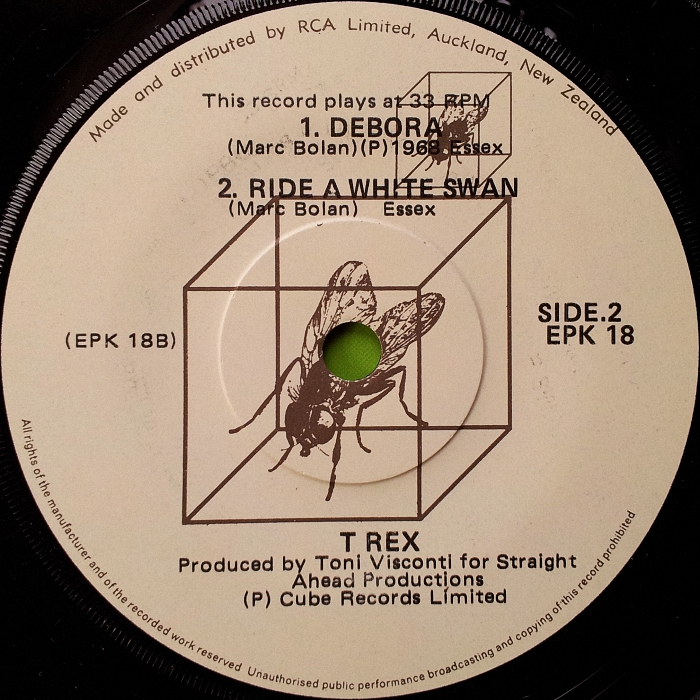 Made and distributed by RCA Limited, Auckland, New Zealand
This record plays at 33 RPM
1. DEBORA
(Marc Bolan)(P)1968 Essex
2. RIDE A WHITE SWAN
(Marc Bolan) Essex
(EPK 18B)
SIDE.2
EPK 18
T REX
Produced by Toni Visconti for Straight
Ahead Productions
(P) Cube Records Limited
All rights of the manufacturer and of the recorded work reserved Unauthorised public performance broadcasting and copying of this record prohibited